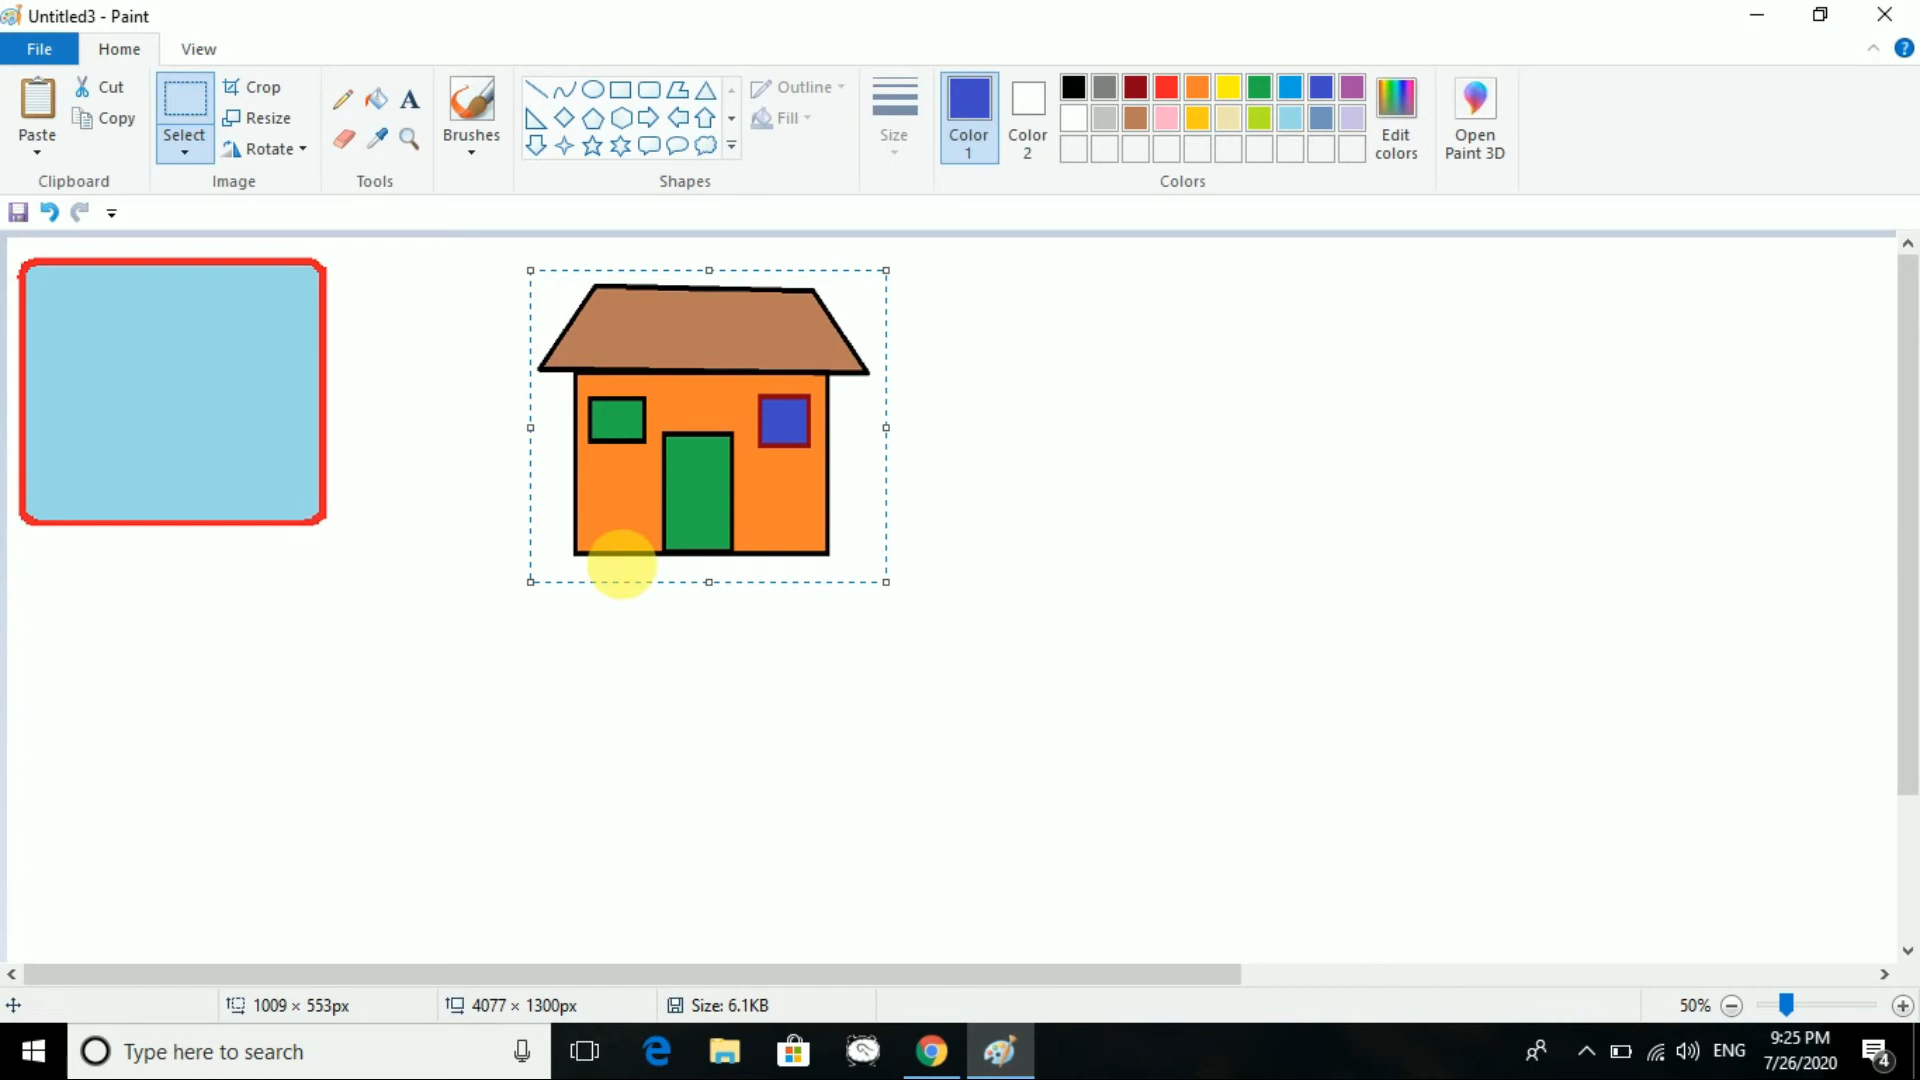 Untitled3 - Paint
File Home View
Paste
Cut
Copy
Clipboard
Select
Crop
Resize
Rotate
Image
A
Tools
Brushes
Shapes
Outline
Fill
Size
Color 1
Color 2
Colors
Edit colors
Open Paint 3D
1009 × 553px
4077 × 1300px
Size: 6.1KB
50%
Type here to search
ENG
9:25 PM
7/26/2020
4